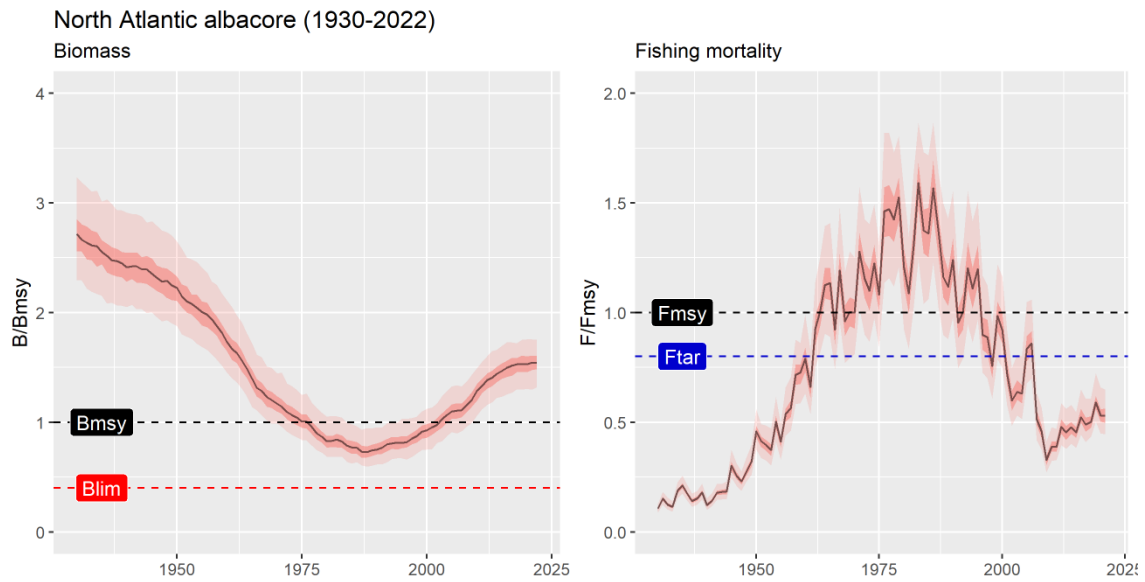 North Atlantic albacore (1930-2022)
Biomass
B/Bmsy
4
3
2
1
0
Bmsy
Blim
1950
1975
2000
2025
Fishing mortality
F/Fmsy
2.0
1.5
1.0
0.5
0.0
Fmsy
Ftar
1950
1975
2000
2025